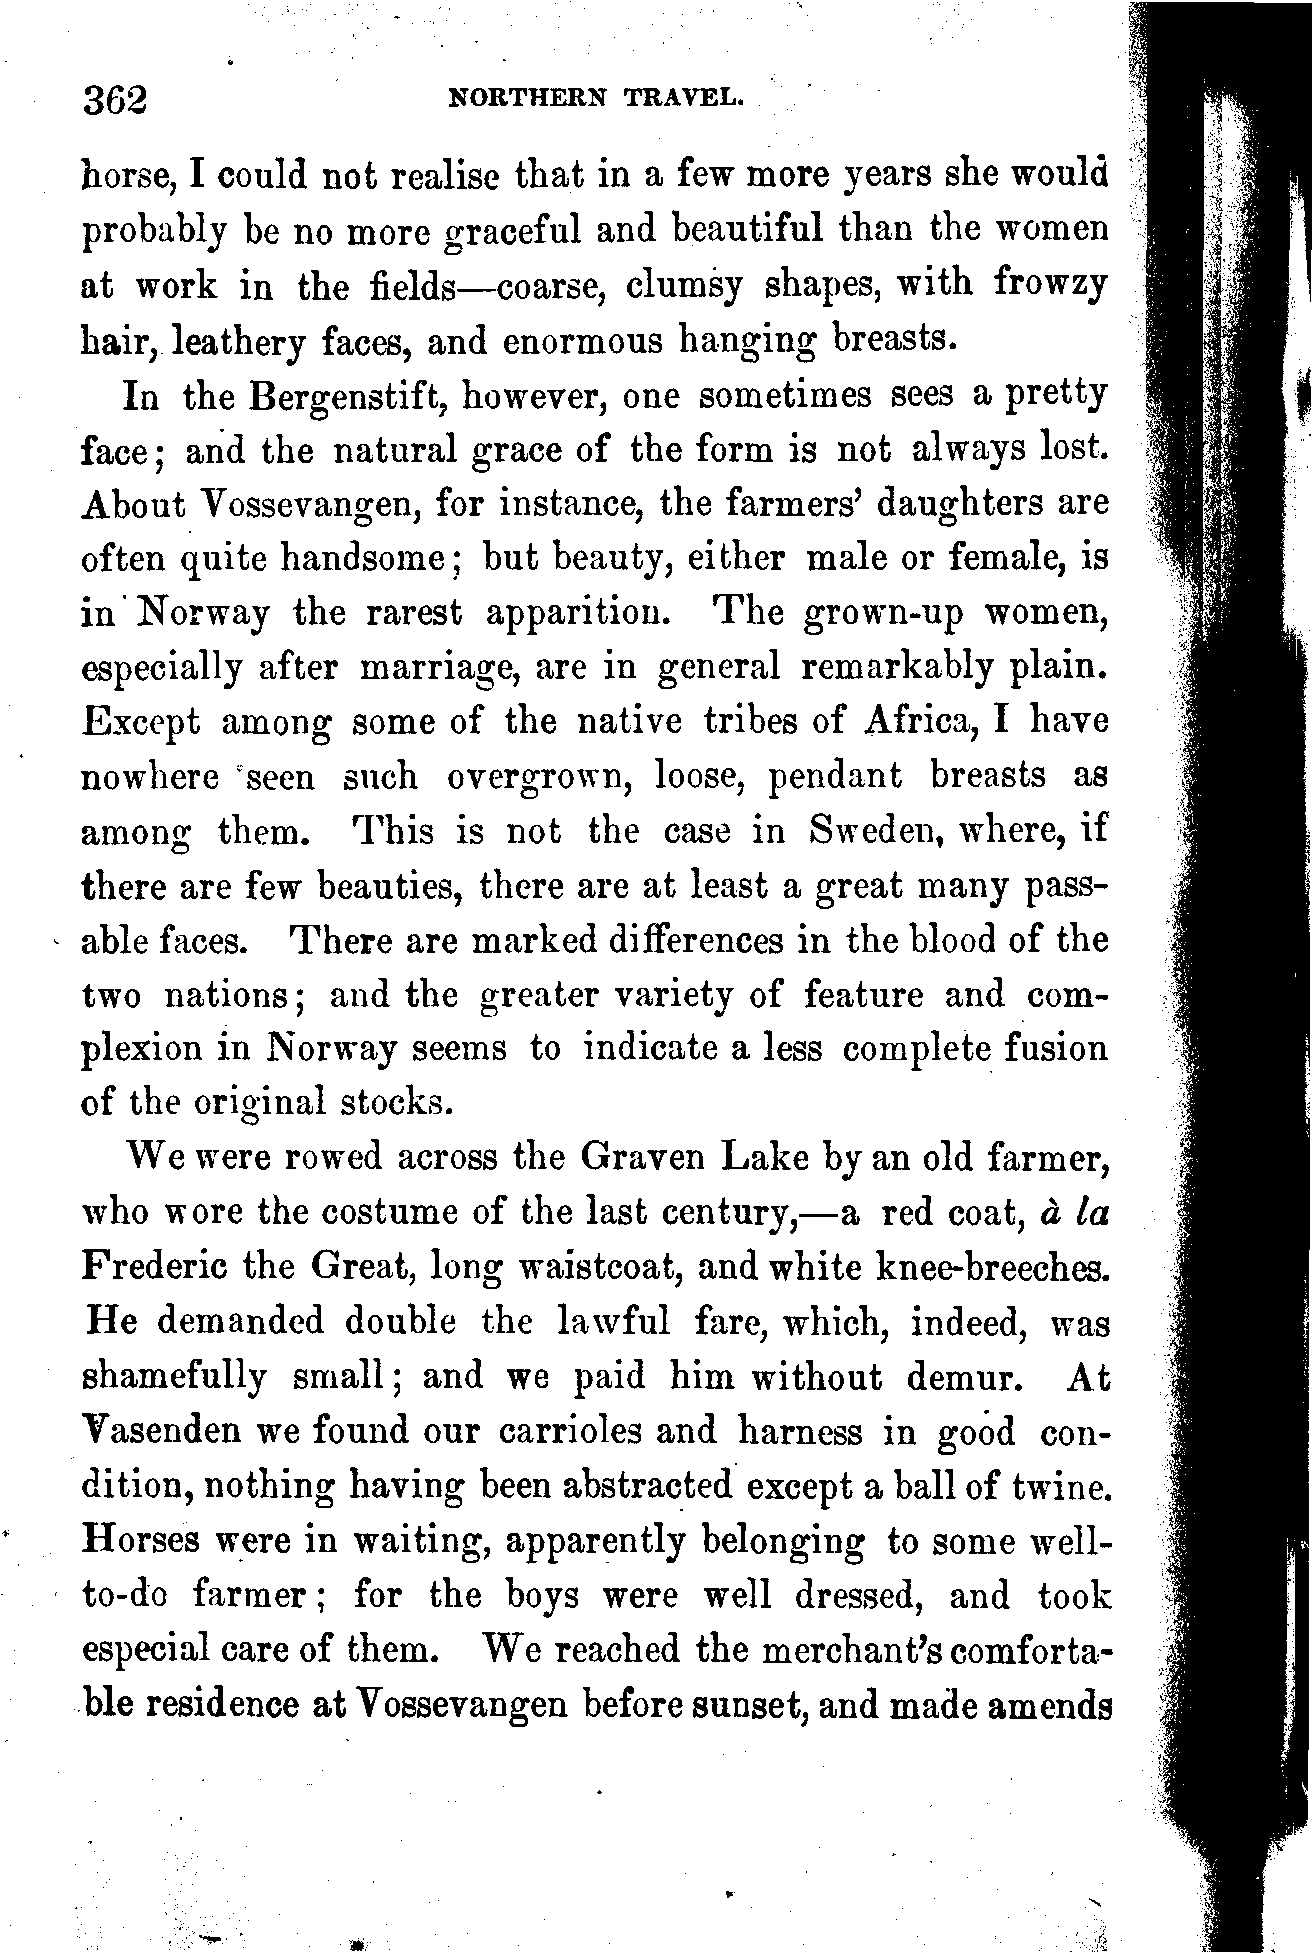 362 NORTHERN TRAVEL.
horse, I could not realise that in a few more years she would
probably be no more graceful and beautiful than the women
at work in the fields—coarse, clumsy shapes, with frowzy
hair, leathery faces, and enormous hanging breasts.
In the Bergenstift, however, one sometimes sees a pretty
face; and the natural grace of the form is not always lost.
About Vossevangen, for instance, the farmers' daughters are
often quite handsome; but beauty, either male or female, is
in Norway the rarest apparition. The grown-up women,
especially after marriage, are in general remarkably plain.
Except among some of the native tribes of Africa, I have
nowhere seen such overgrown, loose, pendant breasts as
among them. This is not the case in Sweden, where, if
there are few beauties, there are at least a great many pass-
able faces. There are marked differences in the blood of the
two nations; and the greater variety of feature and com-
plexion in Norway seems to indicate a less complete fusion
of the original stocks.
We were rowed across the Graven Lake by an old farmer,
who wore the costume of the last century,—a red coat, à la
Frederic the Great, long waistcoat, and white knee-breeches.
He demanded double the lawful fare, which, indeed, was
shamefully small; and we paid him without demur. At
Vasenden we found our carrioles and harness in good con-
dition, nothing having been abstracted except a ball of twine.
Horses were in waiting, apparently belonging to some well-
to-do farmer; for the boys were well dressed, and took
especial care of them. We reached the merchant's comforta-
ble residence at Vossevangen before sunset, and made amends